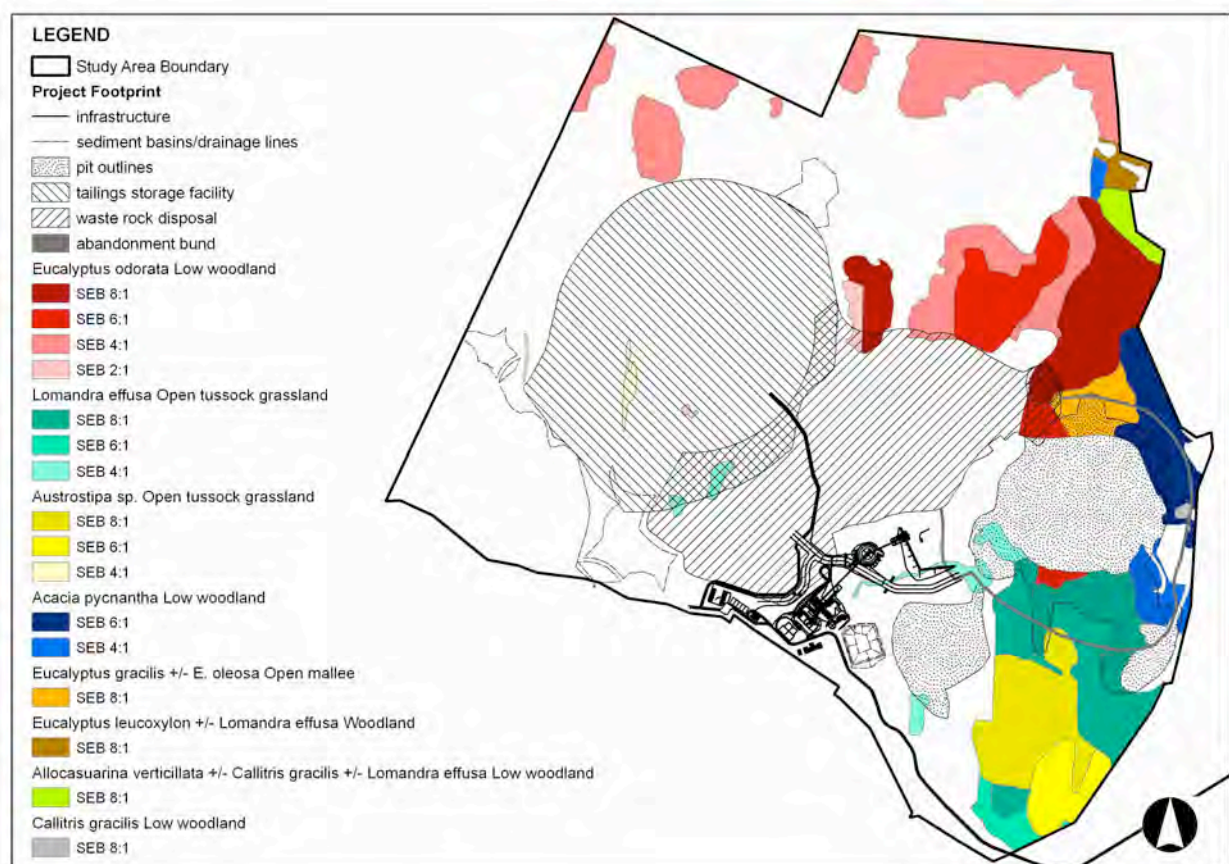 LEGEND
Study Area Boundary
Project Footprint
infrastructure
sediment basins/drainage lines
pit outlines
tailings storage facility
waste rock disposal
abandonment bund
Eucalyptus odorata Low woodland
SEB 8:1
SEB 6:1
SEB 4:1
SEB 2:1
Lomandra effusa Open tussock grassland
SEB 8:1
SEB 6:1
SEB 4:1
Austrostipa sp. Open tussock grassland
SEB 8:1
SEB 6:1
SEB 4:1
Acacia pycnantha Low woodland
SEB 6:1
SEB 4:1
Eucalyptus gracilis +/- E. oleosa Open mallee
SEB 8:1
Eucalyptus leucoxylon +/- Lomandra effusa Woodland
SEB 8:1
Allocasuarina verticillata +/- Callitris gracilis +/- Lomandra effusa Low woodland
SEB 8:1
Callitris gracilis Low woodland
SEB 8:1